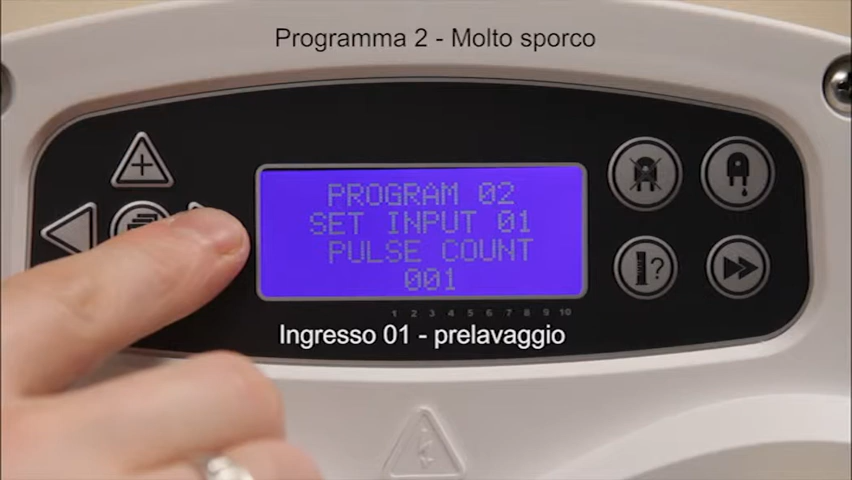 Programma 2 - Molto sporco
PROGRAM 02
SET INPUT 01
PULSE COUNT
001
1 2 3 4 5 6 7 8 9 10
Ingresso 01 - prelavaggio
?